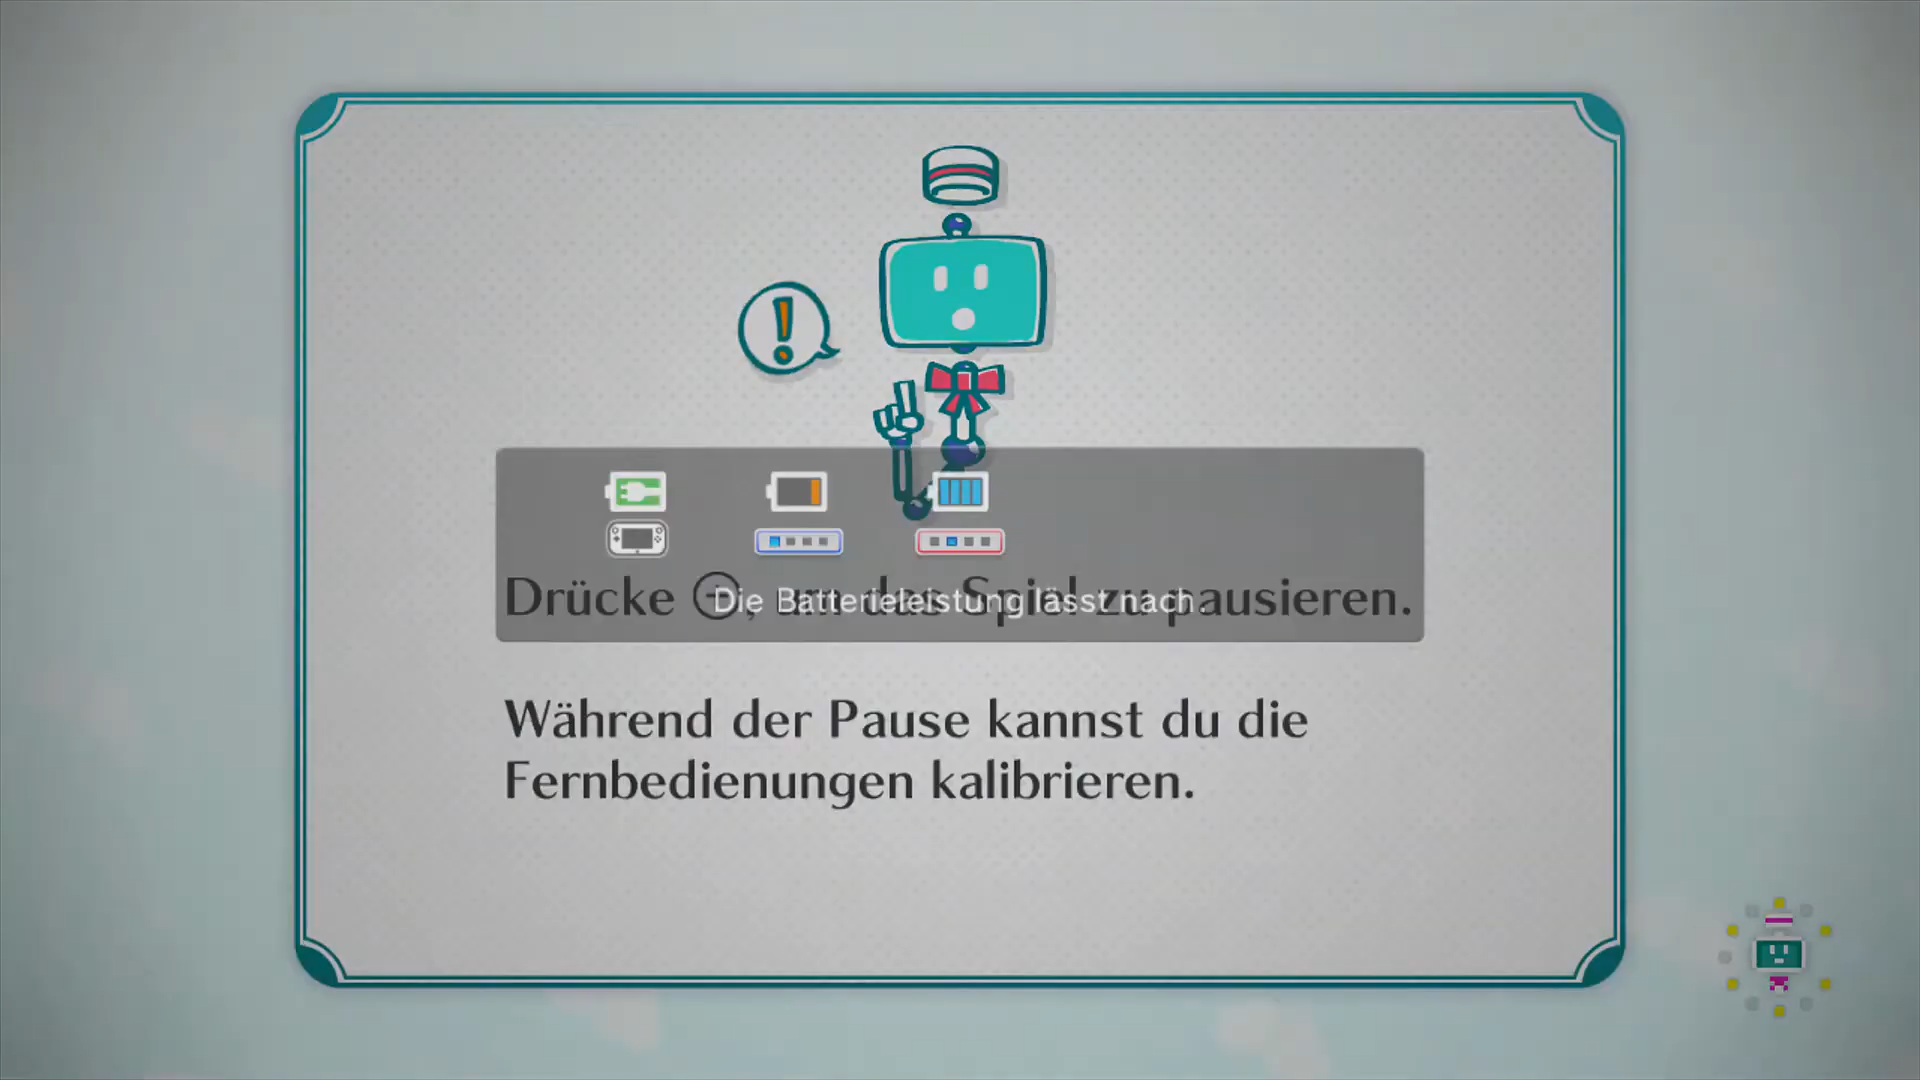 Drücke ⊕, um das Spiel zu pausieren.
Die Batterieleistung lässt nach.
Während der Pause kannst du die
Fernbedienungen kalibrieren.